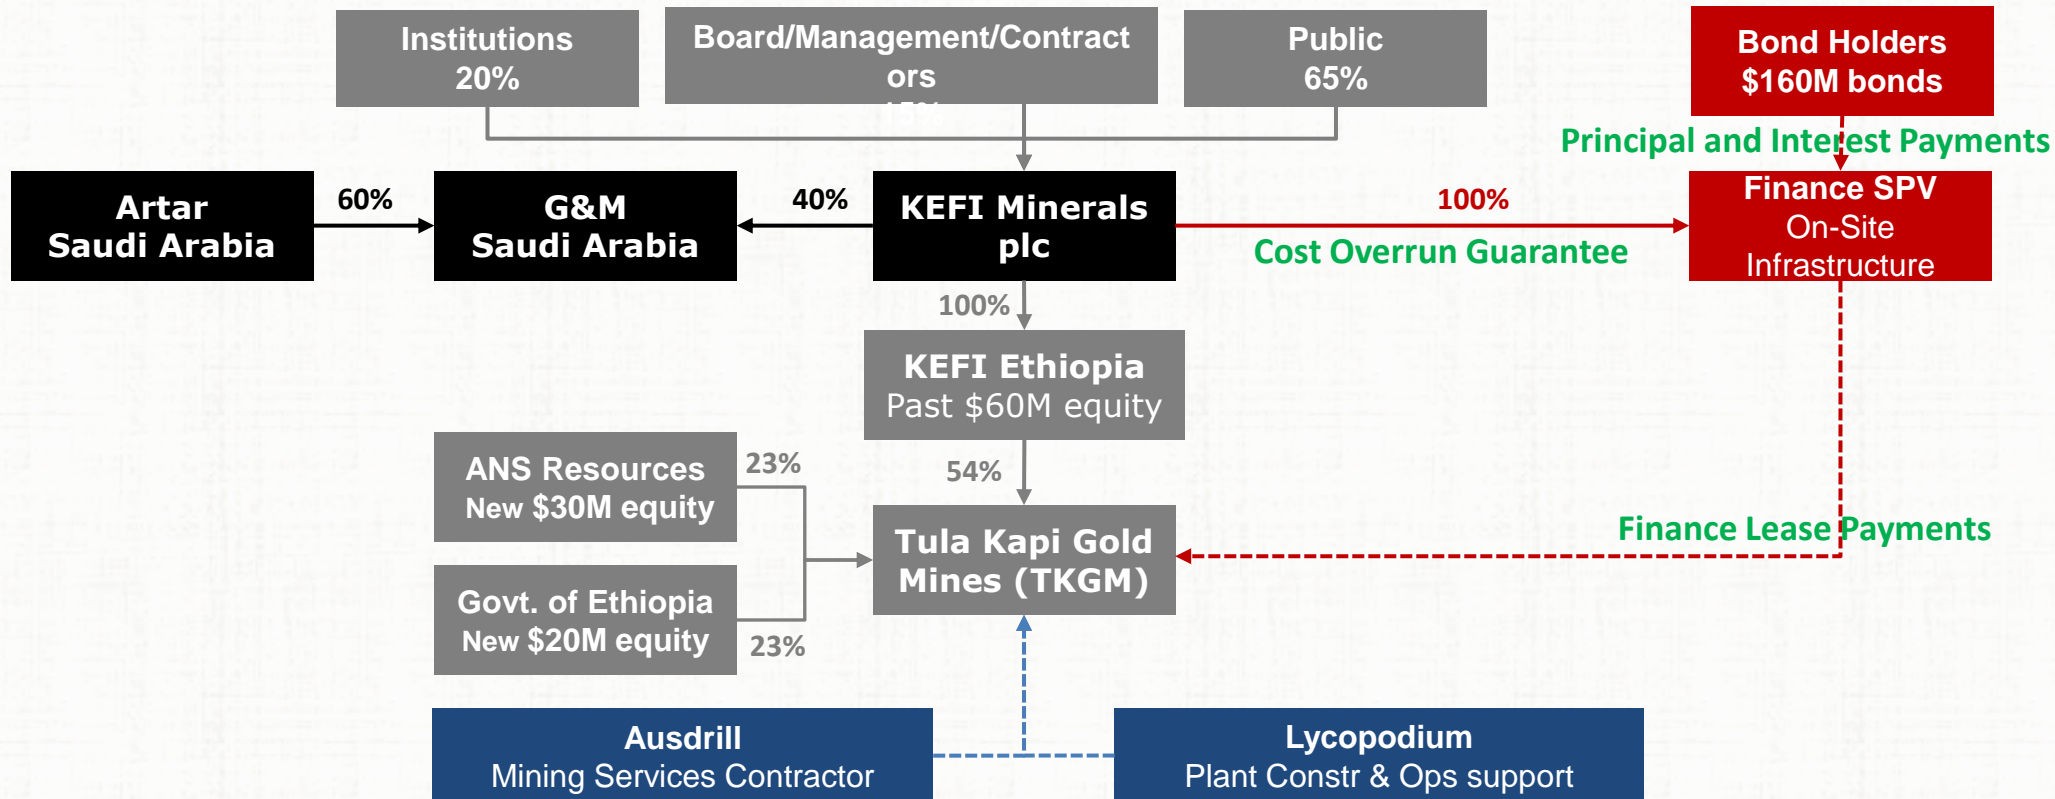 Institutions
20%
Board/Management/Contract
ors
15%
Public
65%
Bond Holders
$160M bonds
Principal and Interest Payments
Artar
Saudi Arabia
60%
G&M
Saudi Arabia
40%
KEFI Minerals
plc
100%
Cost Overrun Guarantee
Finance SPV
On-Site
Infrastructure
100%
KEFI Ethiopia
Past $60M equity
ANS Resources
New $30M equity
23%
54%
Tula Kapi Gold
Mines (TKGM)
Finance Lease Payments
Govt. of Ethiopia
New $20M equity
23%
Ausdrill
Mining Services Contractor
Lycopodium
Plant Constr & Ops support